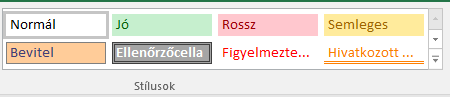 Normál Jó Rossz Semleges
Bevitel Ellenőrzőcella Figyelmezte... Hivatkozott ...
Stílusok